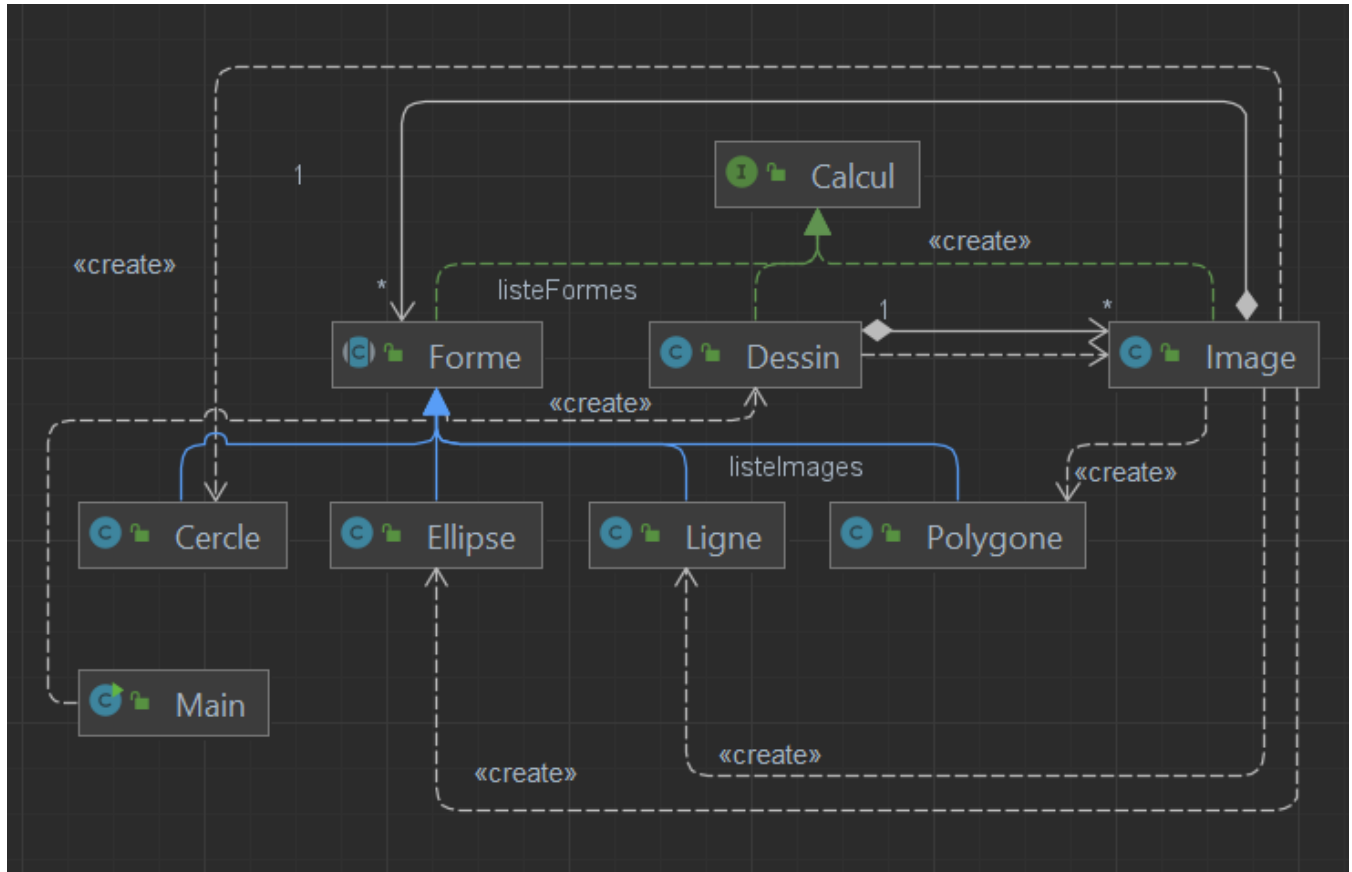 1
Calcul
«create»
«create»
*
listeFormes
1
*
Forme
Dessin
Image
«create»
listeImages
«create»
Cercle
Ellipse
Ligne
Polygone
Main
«create»
«create»